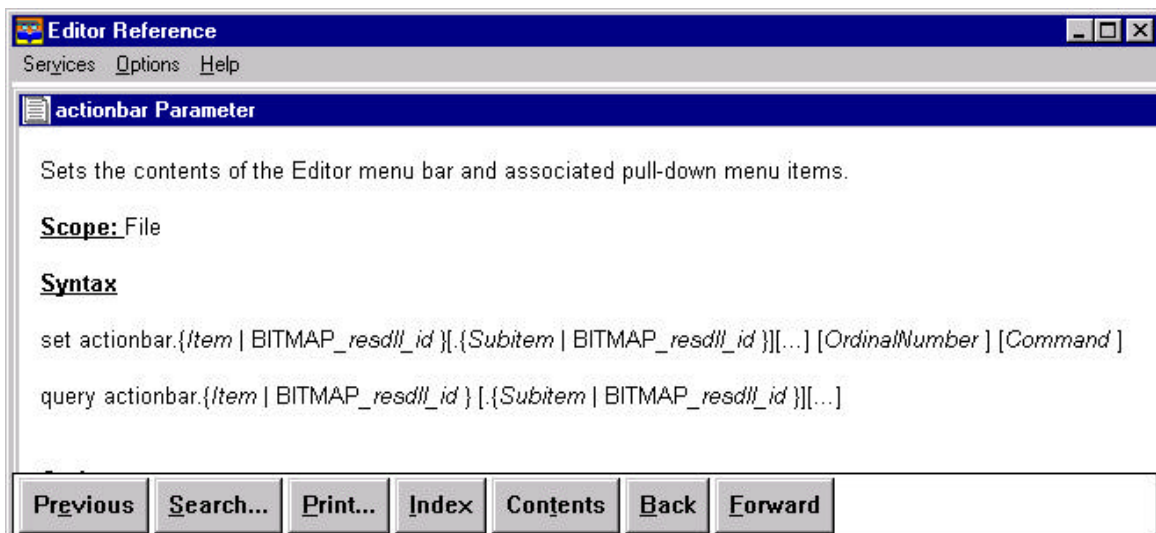 Editor Reference
Services Options Help
actionbar Parameter
Sets the contents of the Editor menu bar and associated pull-down menu items.
Scope: File
Syntax
set actionbar.{Item | BITMAP_resdll_id }[.{Subitem | BITMAP_resdll_id }][...] [OrdinalNumber ] [Command ]
query actionbar.{Item | BITMAP_resdll_id } [.{Subitem | BITMAP_resdll_id }][...]
Previous Search... Print... Index Contents Back Forward